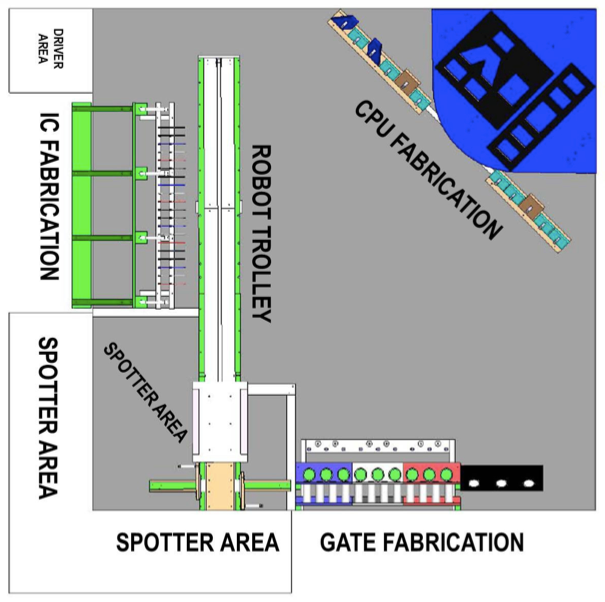 DRIVER
AREA
IC FABRICATION
ROBOT TROLLEY
CPU FABRICATION
SPOTTER AREA
SPOTTER AREA
SPOTTER AREA
GATE FABRICATION